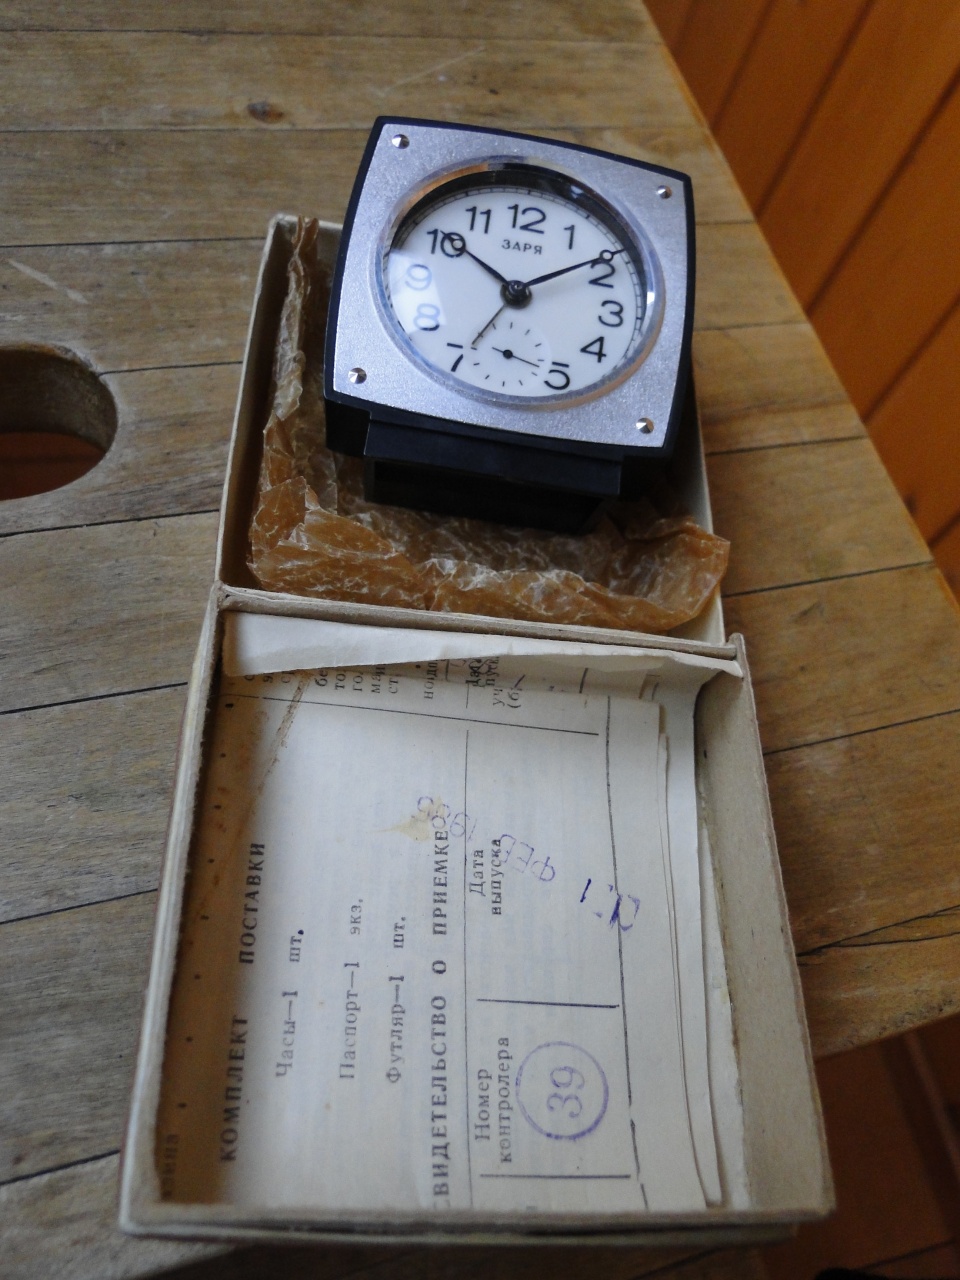 11
12
1
10
2
9
3
8
4
7
5
ЗАРЯ
КОМПЛЕКТ ПОСТАВКИ
Часы—1 шт.
Паспорт—1 экз.
Футляр—1 шт.
СВИДЕТЕЛЬСТВО О ПРИЕМКЕ
Номер
контролера
39
Дата
выпуска
ФЕВ 1986